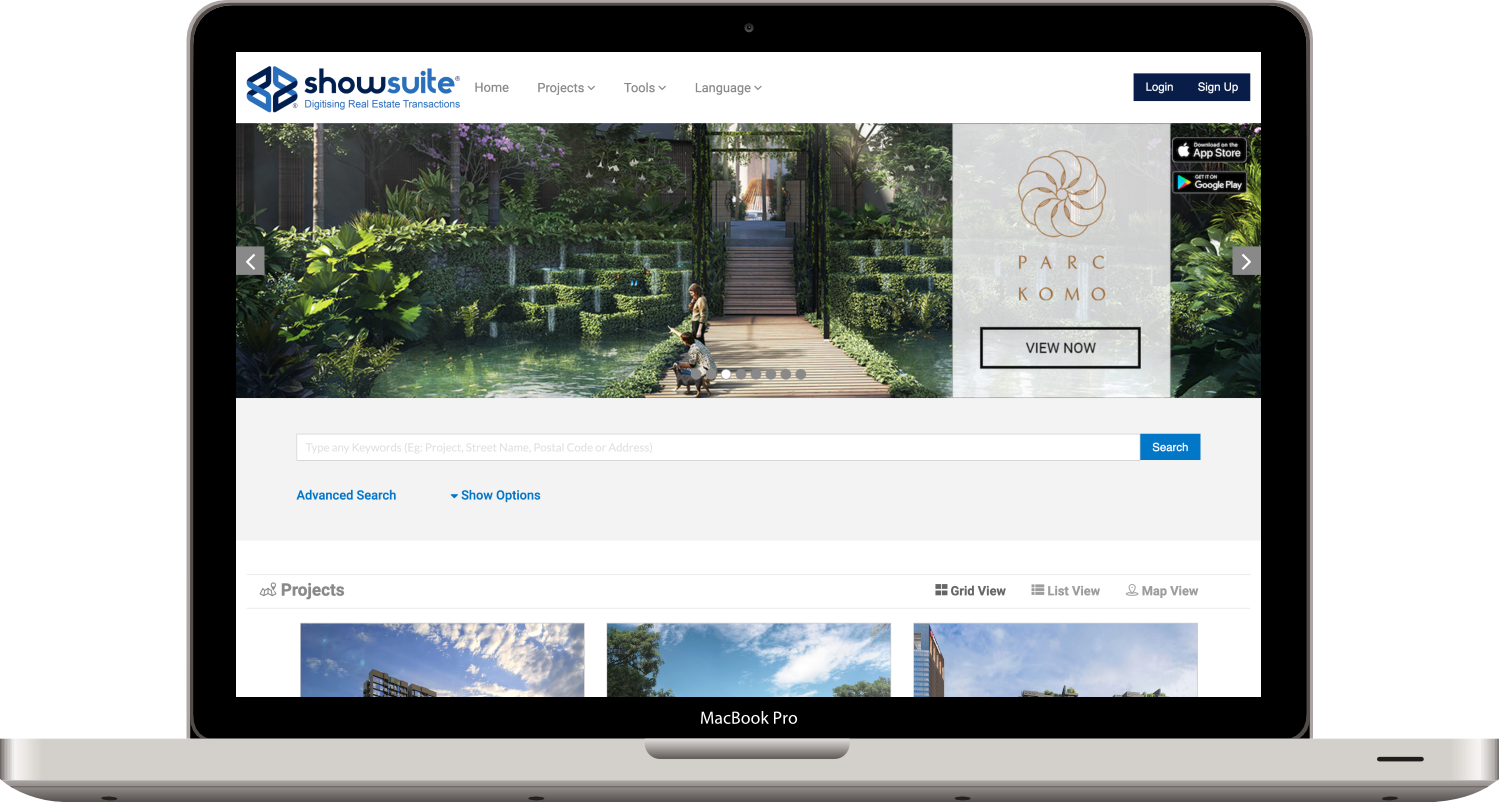 showsuite®
Digitising Real Estate Transactions
®
Home
Projects
Tools
Language
Login
Sign Up
Download on the
App Store
GET IT ON
Google Play
PARC
KOMO
VIEW NOW
Type any Keywords (Eg: Project, Street Name, Postal Code or Address)
Search
Advanced Search
Show Options
Projects
Grid View
List View
Map View
MacBook Pro